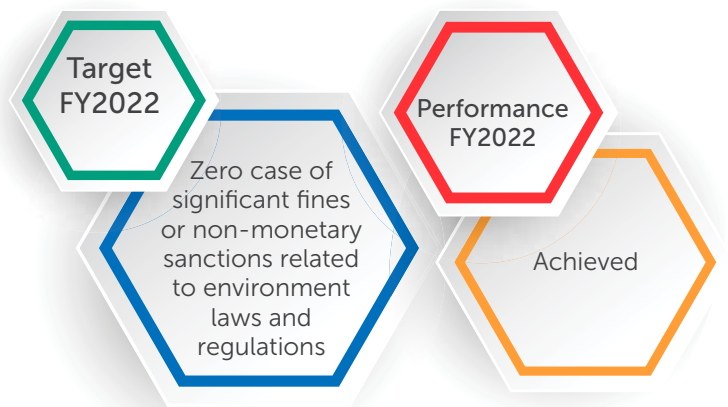 Target
FY2022
Zero case of
significant fines
or non-monetary
sanctions related
to environment
laws and
regulations
Performance
FY2022
Achieved